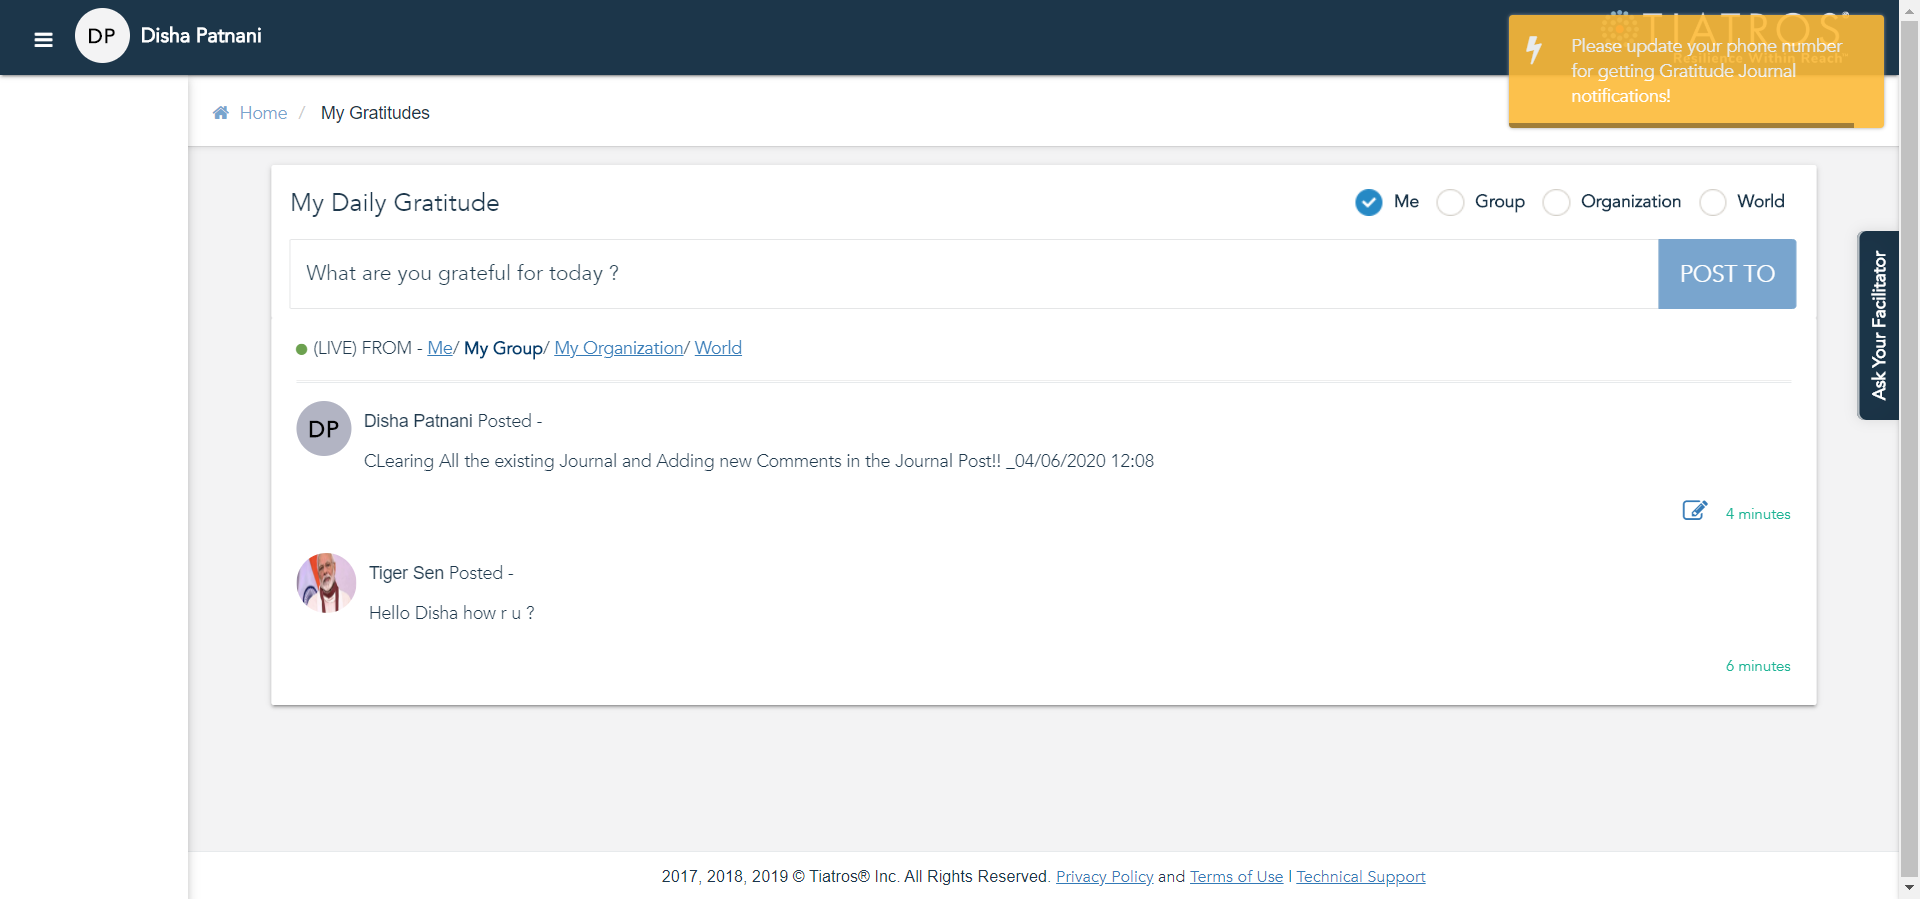 DP Disha Patnani
TIATROS®
Resilience Within Reach™
Please update your phone number
for getting Gratitude Journal
notifications!
Home / My Gratitudes
My Daily Gratitude
Me Group Organization World
What are you grateful for today ?
POST TO
Ask Your Facilitator
(LIVE) FROM - Me/ My Group/ My Organization/ World
DP
Disha Patnani Posted -
CLearing All the existing Journal and Adding new Comments in the Journal Post!! _04/06/2020 12:08
4 minutes
Tiger Sen Posted -
Hello Disha how r u ?
6 minutes
2017, 2018, 2019 © Tiatros® Inc. All Rights Reserved. Privacy Policy and Terms of Use | Technical Support